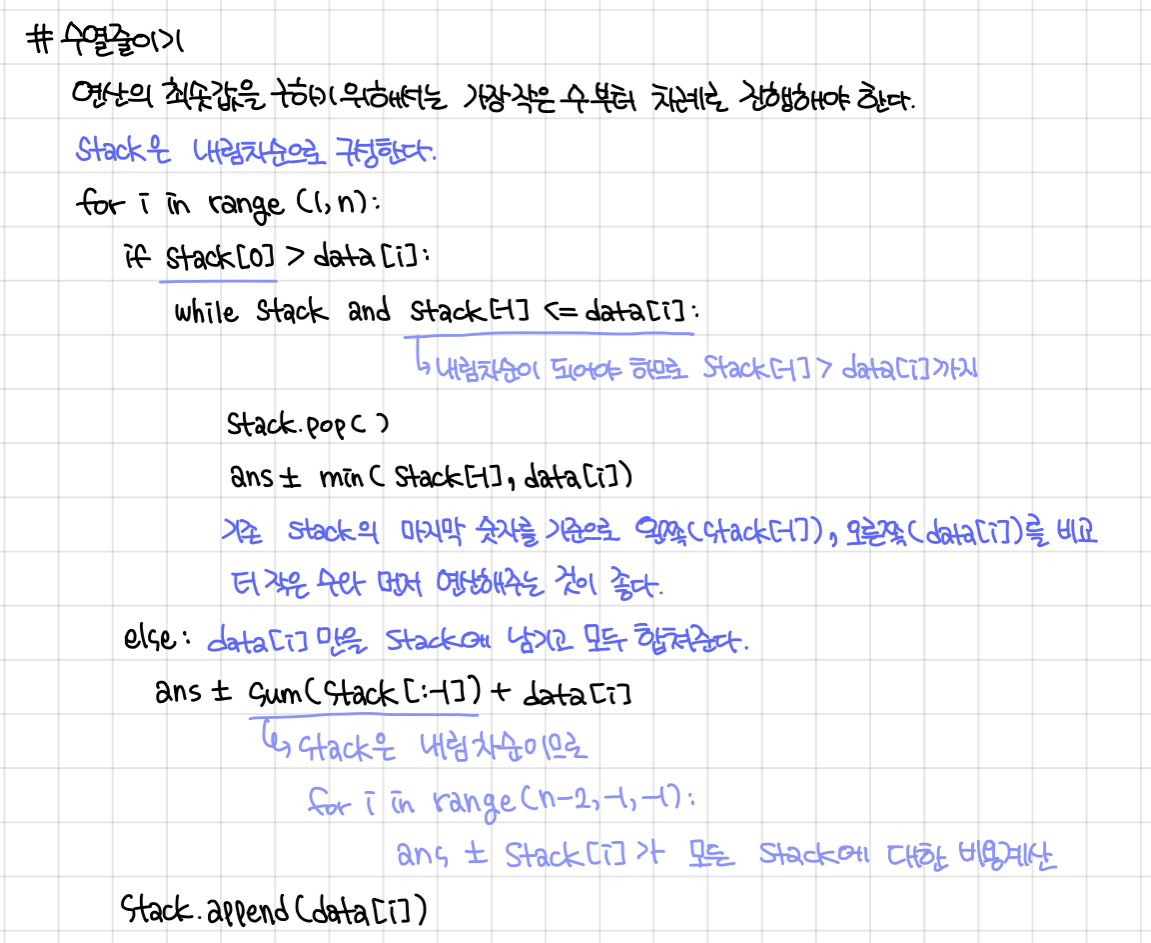 # 수열줄이기
연산의 최솟값을 구하기 위해서는 가장 작은 수부터 차례로 진행해야 한다.
Stack은 내림차순으로 구성한다.
for i in range (1, n):
if stack[0] > data[i]:
while Stack and stack[-1] <= data[i]:
↳ 내림차순이 되어야 하므로 Stack[-1] > data[i]까지
Stack.pop( )
ans ± min( Stack[-1], data[i])
기존 Stack의 마지막 숫자를 기준으로 왼쪽(Stack[-1]), 오른쪽(data[i])를 비교
더 작은 수와 먼저 연산해주는 것이 좋다.
else: data[i] 만을 Stack에 남기고 모두 합쳐준다.
ans ± sum(Stack[:-1]) + data[i]
↳ Stack은 내림차순이므로
for i in range(n-2, -1, -1):
ans ± Stack[i]가 모든 Stack에 대한 비용계산
Stack.append(data[i])